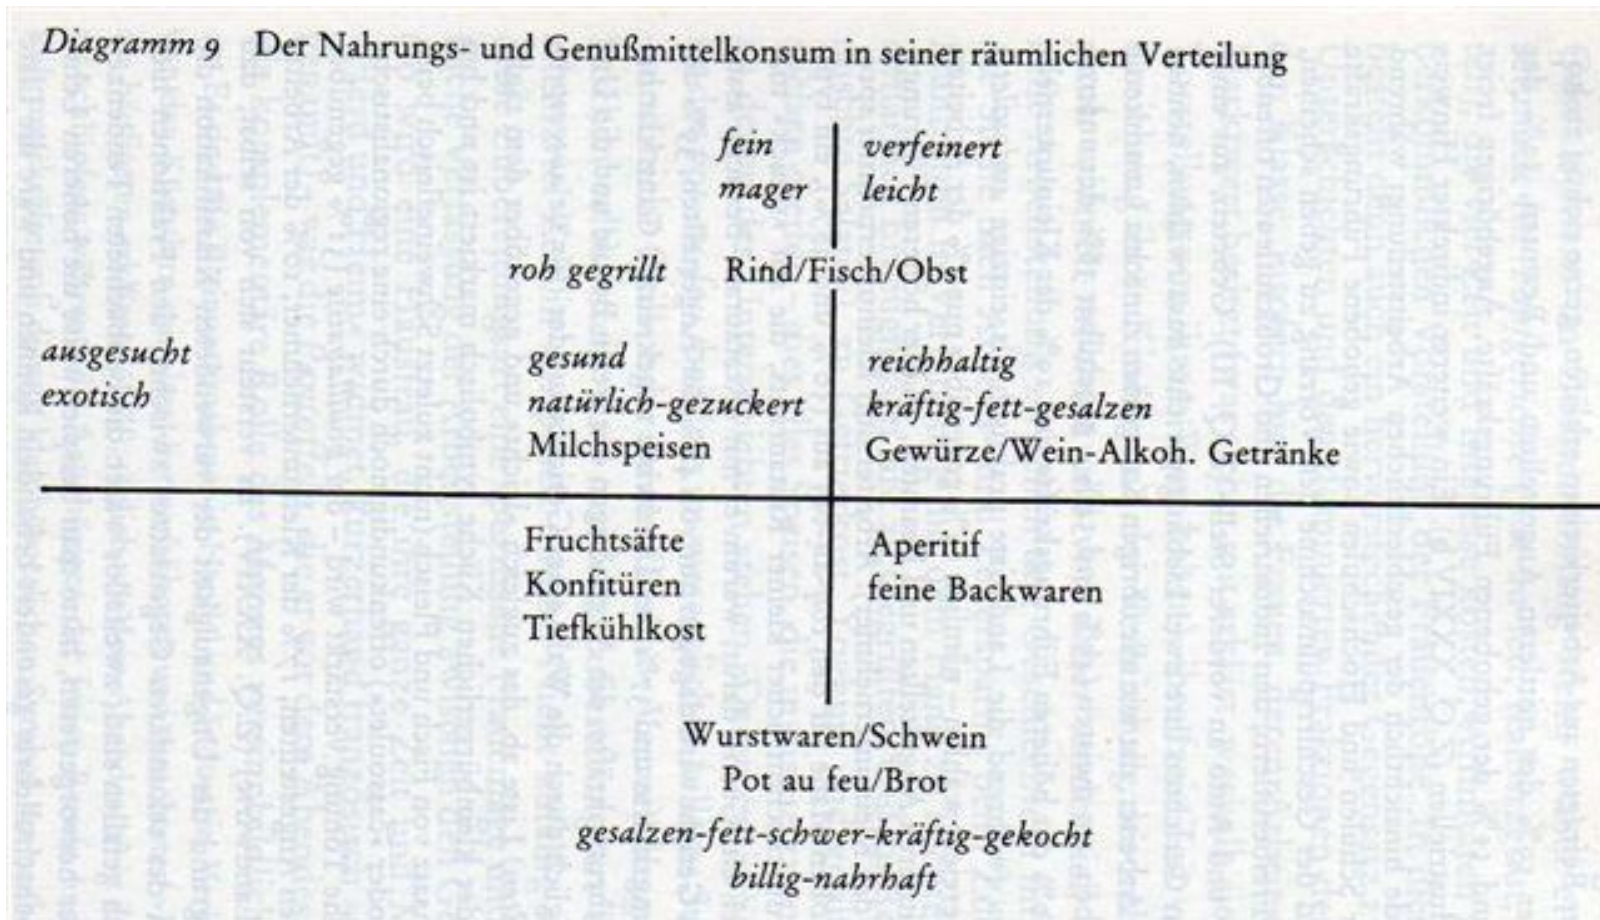 Diagramm 9 Der Nahrungs- und Genußmittelkonsum in seiner räumlichen Verteilung
fein verfeinert
mager leicht
roh gegrillt Rind/Fisch/Obst
ausgesucht gesund reichhaltig
exotisch natürlich-gezuckert kräftig-fett-gesalzen
Milchspeisen Gewürze/Wein-Alkoh. Getränke
Fruchtsäfte Aperitif
Konfitüren feine Backwaren
Tiefkühlkost
Wurstwaren/Schwein
Pot au feu/Brot
gesalzen-fett-schwer-kräftig-gekocht
billig-nahrhaft